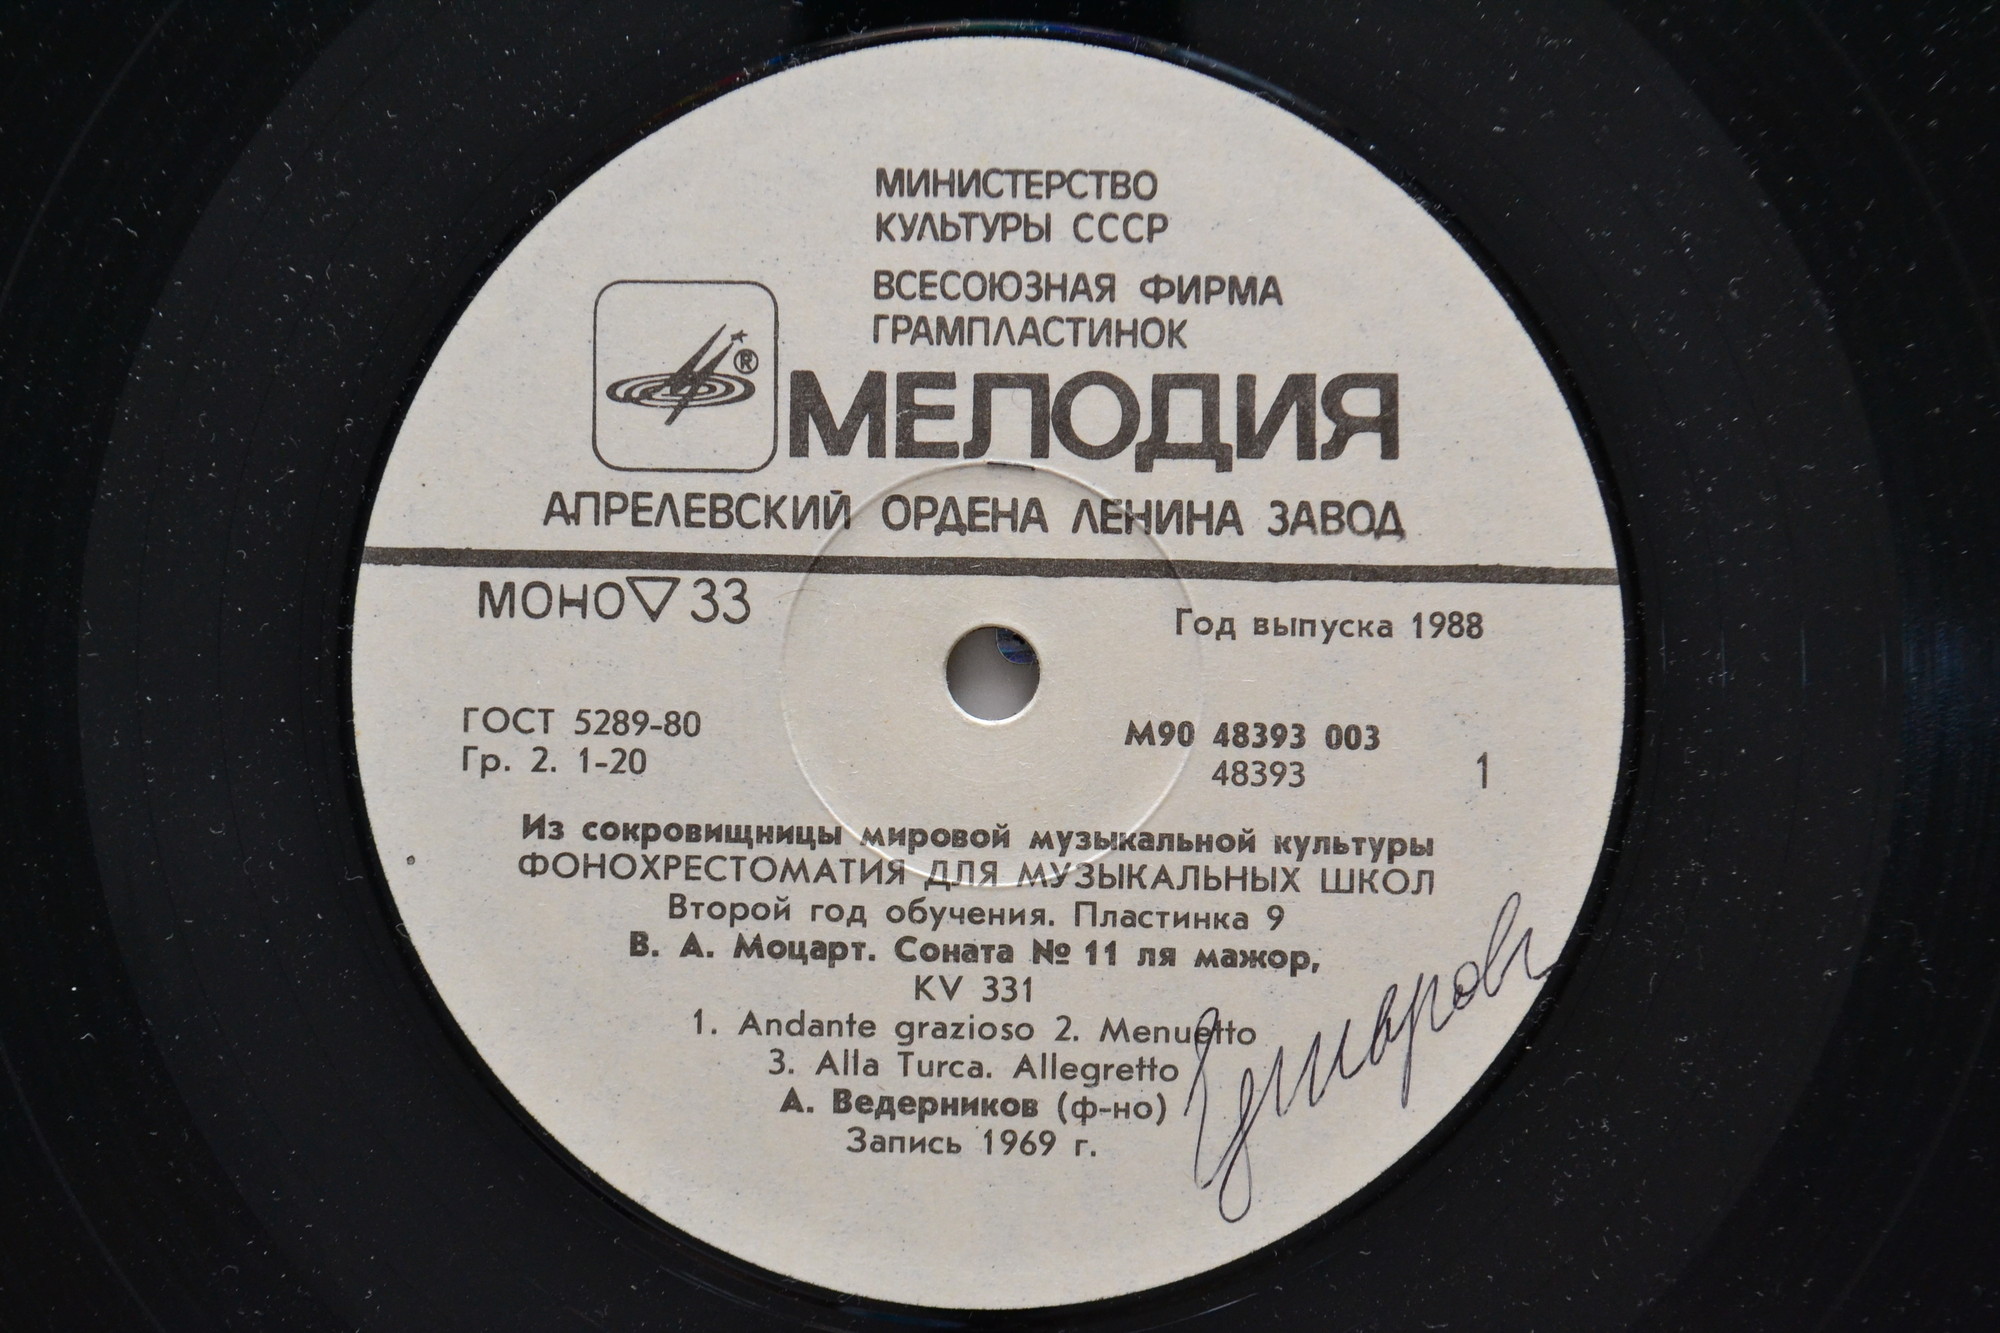 МИНИСТЕРСТВО
КУЛЬТУРЫ СССР
ВСЕСОЮЗНАЯ ФИРМА
ГРАМПЛАСТИНОК
®
МЕЛОДИЯ
АПРЕЛЕВСКИЙ ОРДЕНА ЛЕНИНА ЗАВОД
МОНО▽33
Год выпуска 1988
ГОСТ 5289-80
Гр. 2. 1-20
М90 48393 003
48393
1
Из сокровищницы мировой музыкальной культуры
ФОНОХРЕСТОМАТИЯ ДЛЯ МУЗЫКАЛЬНЫХ ШКОЛ
Второй год обучения. Пластинка 9
В. А. Моцарт. Соната № 11 ля мажор,
KV 331
1. Andante grazioso 2. Menuetto
3. Alla Turca. Allegretto
А. Ведерников (ф-но)
Запись 1969 г.